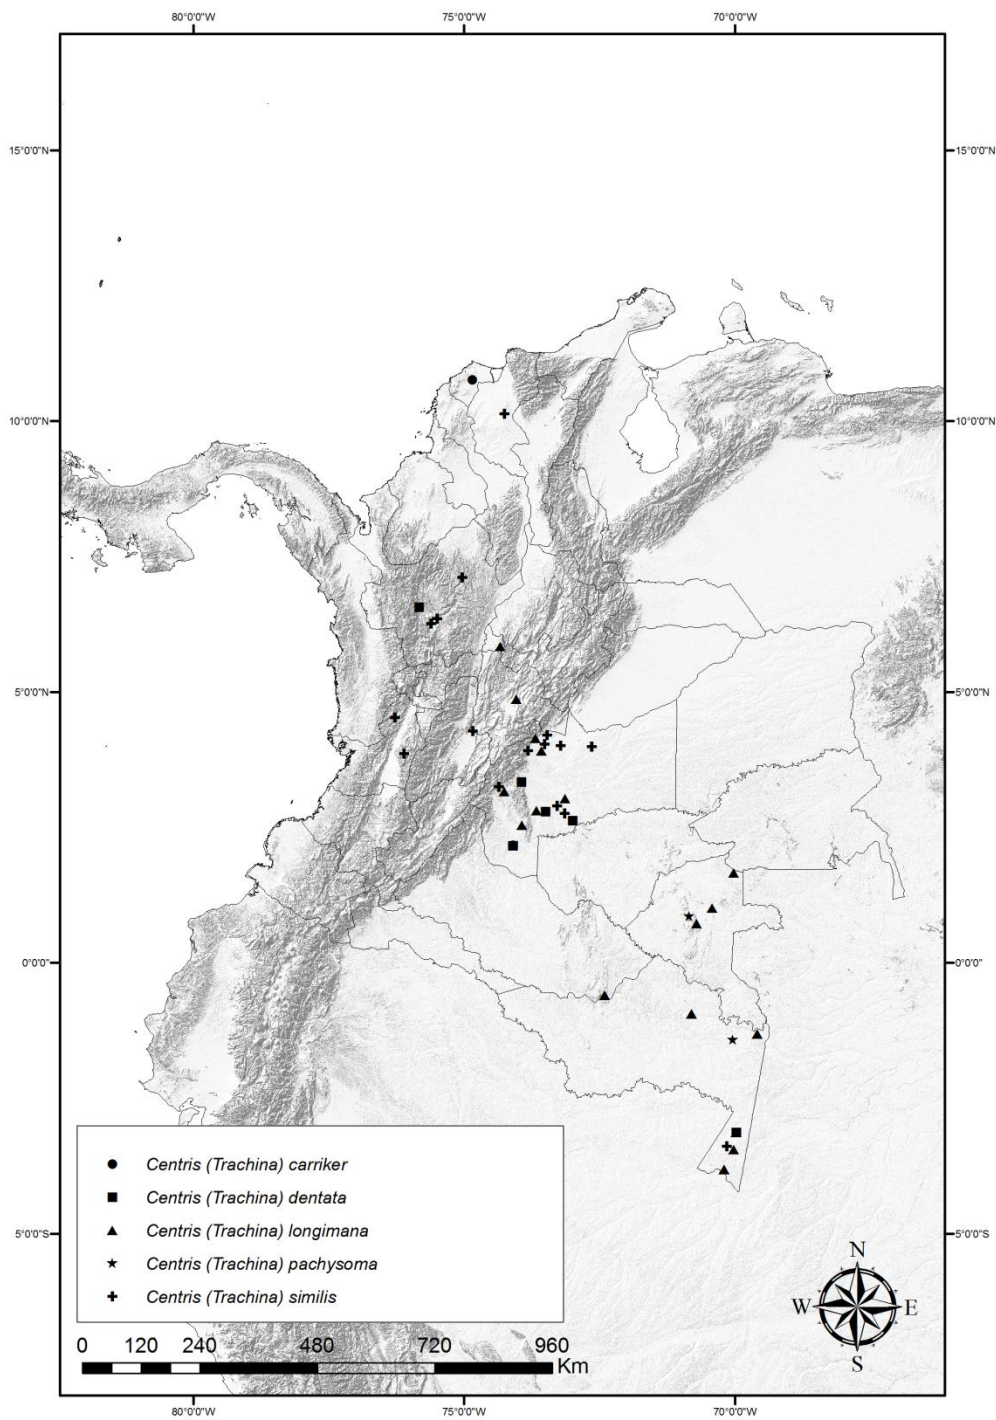 80°0'0"W 75°0'0"W 70°0'0"W
15°0'0"N 15°0'0"N
10°0'0"N 10°0'0"N
5°0'0"N 5°0'0"N
0°0'0" 0°0'0"
Centris (Trachina) carriker
Centris (Trachina) dentata
Centris (Trachina) longimana
Centris (Trachina) pachysoma
Centris (Trachina) similis
5°0'0"S 5°0'0"S
N
W E
S
0 120 240 480 720 960
Km
80°0'0"W 75°0'0"W 70°0'0"W